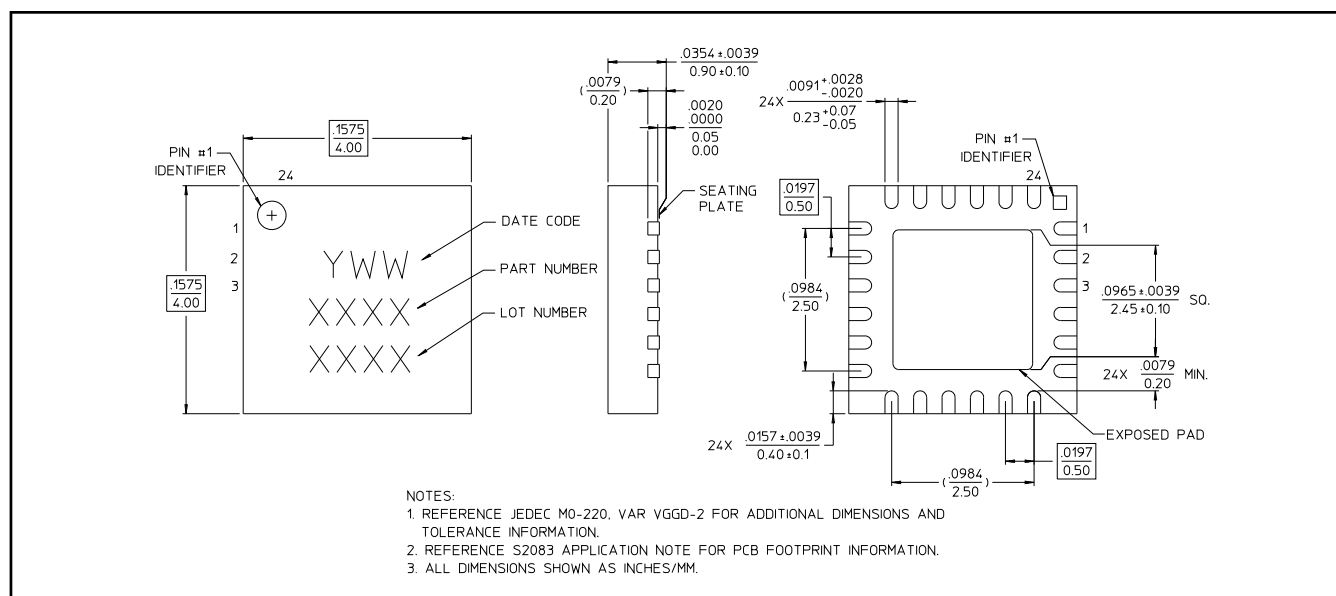 .0354±.0039
0.90±0.10
(.0079
0.20)
.0020
.0000
0.05
0.00
24X .0091+.0028
-.0020
0.23+0.07
-0.05
.1575
4.00
PIN #1
IDENTIFIER
24
PIN #1
IDENTIFIER
24
SEATING
PLATE
.0197
0.50
1
2
3
DATE CODE
YWW
PART NUMBER
XXXX
LOT NUMBER
XXXX
.1575
4.00
(.0984
2.50)
1
2
3
.0965±.0039 SQ.
2.45±0.10
24X .0079 MIN.
0.20
EXPOSED PAD
24X .0157±.0039
0.40±0.1
(.0984)
2.50
.0197
0.50
NOTES:
1. REFERENCE JEDEC MO-220, VAR VGGD-2 FOR ADDITIONAL DIMENSIONS AND
TOLERANCE INFORMATION.
2. REFERENCE S2083 APPLICATION NOTE FOR PCB FOOTPRINT INFORMATION.
3. ALL DIMENSIONS SHOWN AS INCHES/MM.